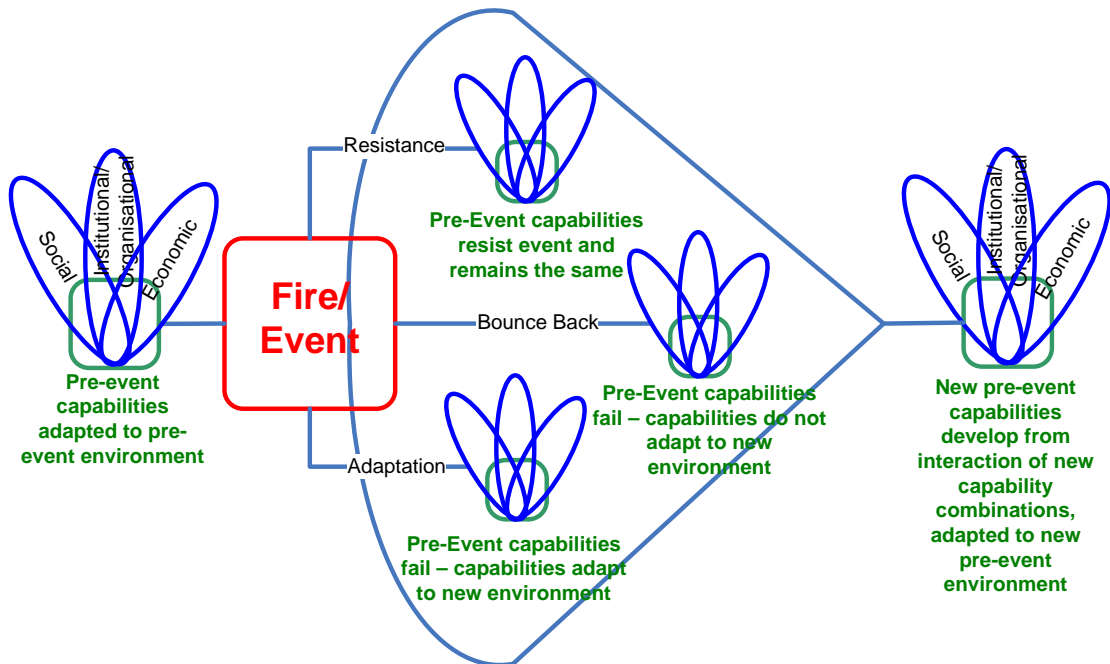 Social
Institutional/
Organisational
Economic
Pre-event
capabilities
adapted to pre-
event environment
Fire/
Event
Resistance
Pre-Event capabilities
resist event and
remains the same
Bounce Back
Pre-Event capabilities
fail – capabilities do not
adapt to new
environment
Adaptation
Pre-Event capabilities
fail – capabilities adapt
to new environment
Social
Institutional/
Organisational
Economic
New pre-event
capabilities
develop from
interaction of new
capability
combinations,
adapted to new
pre-event
environment